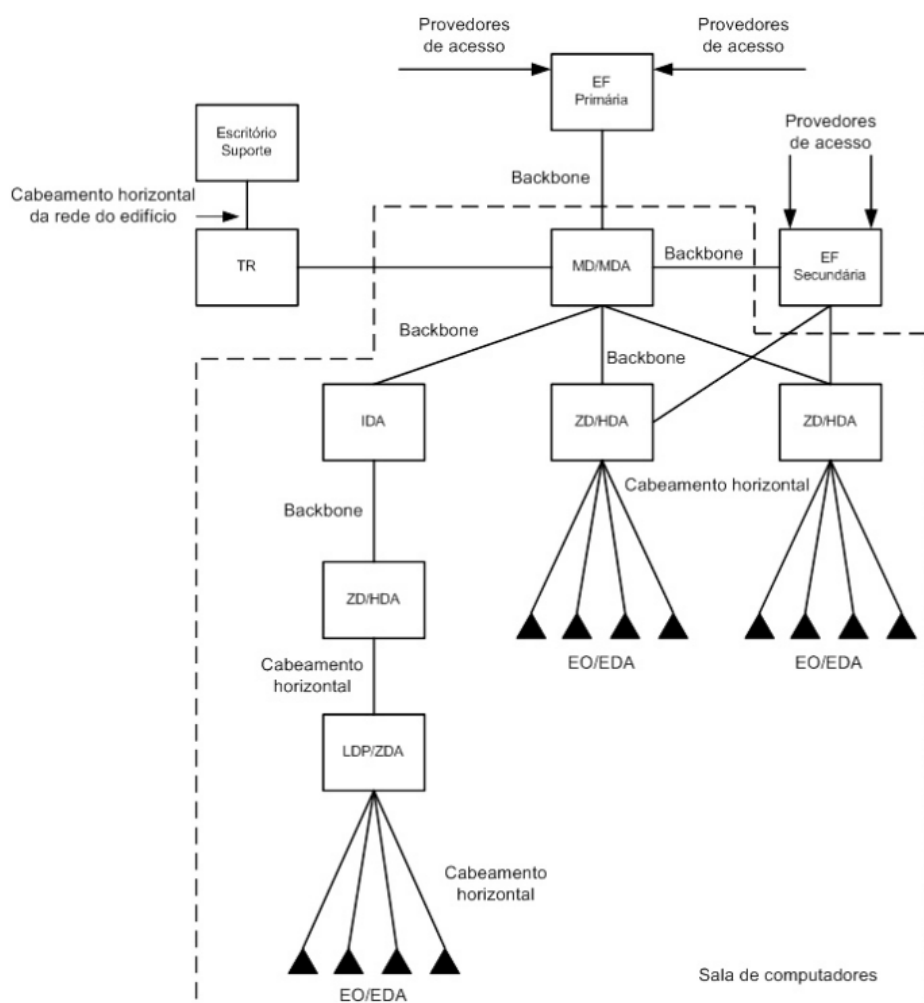 Provedores
de acesso
Provedores
de acesso
EF
Primária
Escritório
Suporte
Provedores
de acesso
Backbone
Cabeamento horizontal
da rede do edifício
TR
MD/MDA
Backbone
EF
Secundária
Backbone
Backbone
IDA
ZD/HDA
ZD/HDA
Cabeamento horizontal
Backbone
ZD/HDA
EO/EDA
EO/EDA
Cabeamento
horizontal
LDP/ZDA
Cabeamento
horizontal
Sala de computadores
EO/EDA